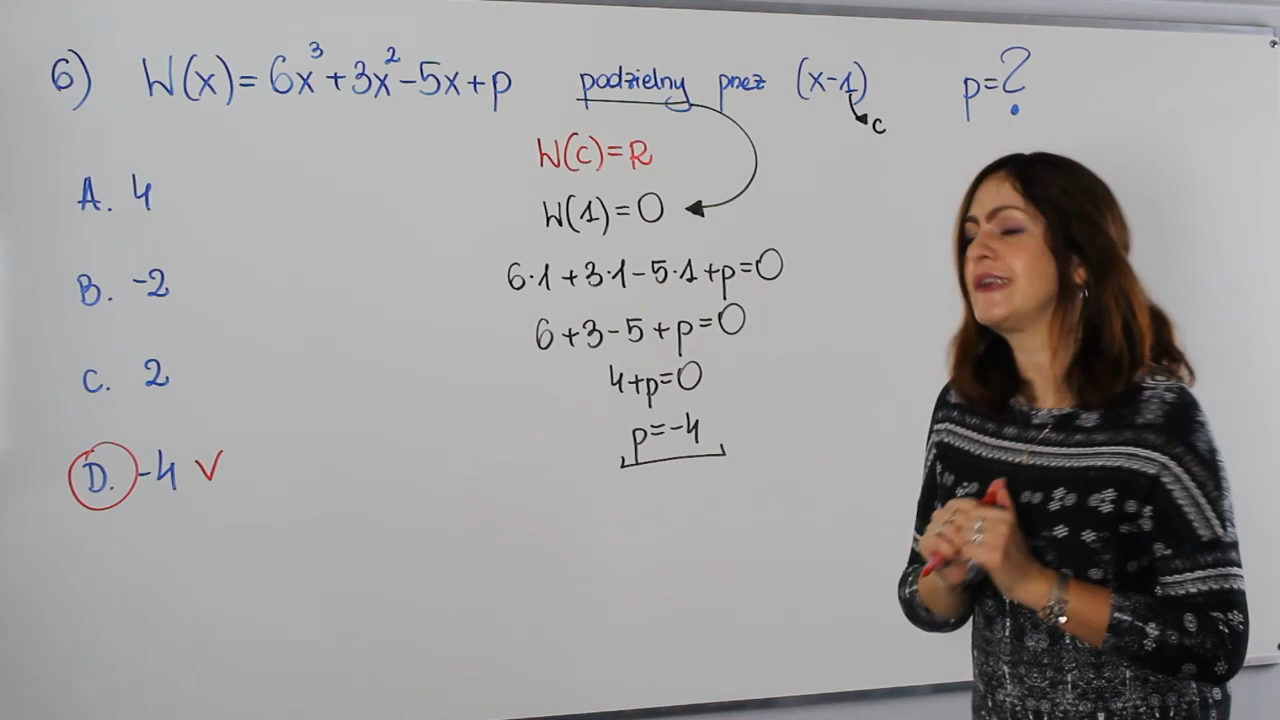 6) W(x)=6x³+3x²-5x+p podzielny przez (x-1) p=?
c
W(c)=R
A. 4
W(1)=0
6·1+3·1-5·1+p=0
B. -2
6+3-5+p=0
C. 2
4+p=0
p=-4
D. -4 √